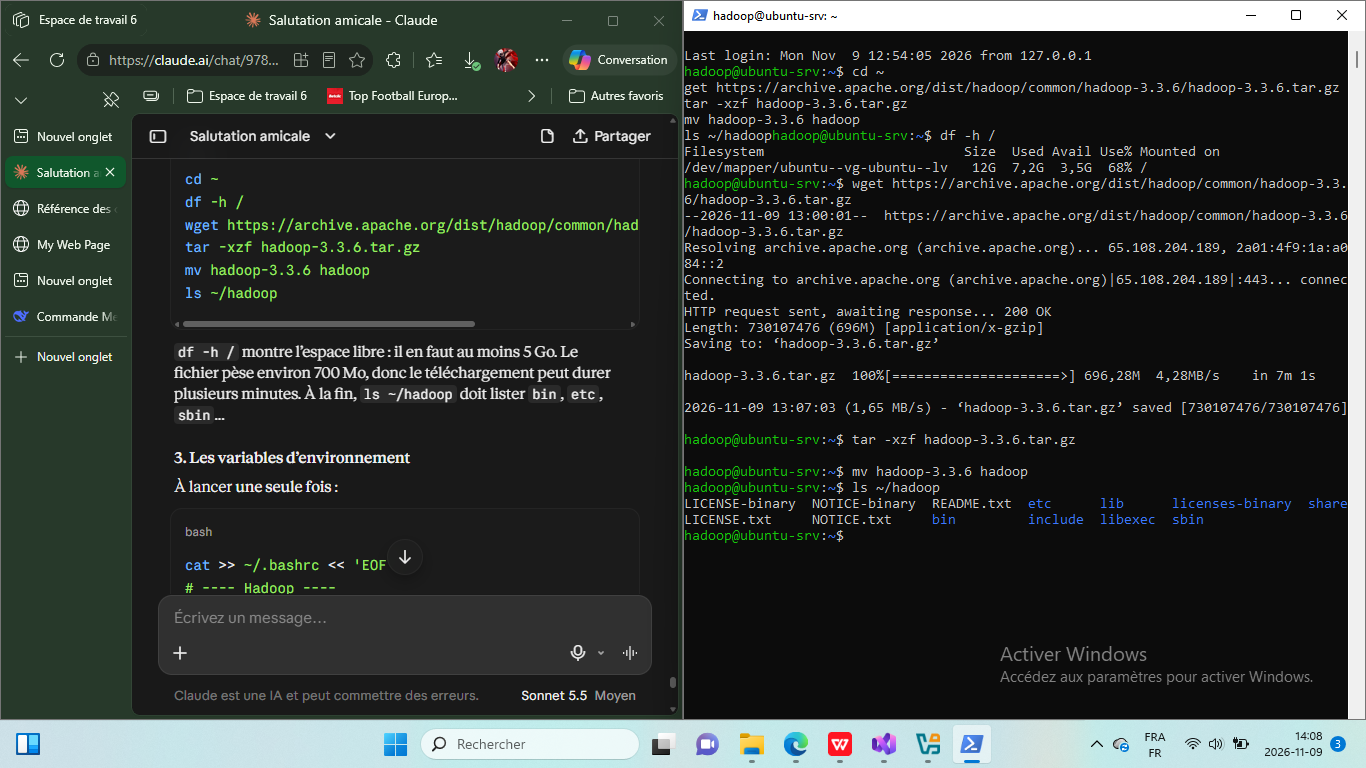 Espace de travail 6
Salutation amicale - Claude
https://claude.ai/chat/978...
Conversation
Espace de travail 6
Top Football Europ...
Autres favoris
Nouvel onglet
Salutation a
Référence des
My Web Page
Nouvel onglet
Commande Me
Nouvel onglet
Salutation amicale
Partager
cd ~
df -h /
wget https://archive.apache.org/dist/hadoop/common/had
tar -xzf hadoop-3.3.6.tar.gz
mv hadoop-3.3.6 hadoop
ls ~/hadoop
df -h / montre l’espace libre : il en faut au moins 5 Go. Le
fichier pèse environ 700 Mo, donc le téléchargement peut durer
plusieurs minutes. À la fin, ls ~/hadoop doit lister bin, etc,
sbin…
3. Les variables d’environnement
À lancer une seule fois :
bash
cat >> ~/.bashrc << 'EOF
# ---- Hadoop ----
Écrivez un message…
Claude est une IA et peut commettre des erreurs.
Sonnet 5.5 Moyen
hadoop@ubuntu-srv: ~
Last login: Mon Nov  9 12:54:05 2026 from 127.0.0.1
hadoop@ubuntu-srv:~$ cd ~
get https://archive.apache.org/dist/hadoop/common/hadoop-3.3.6/hadoop-3.3.6.tar.gz
tar -xzf hadoop-3.3.6.tar.gz
mv hadoop-3.3.6 hadoop
ls ~/hadoophadoop@ubuntu-srv:~$ df -h /
Filesystem                         Size  Used Avail Use% Mounted on
/dev/mapper/ubuntu--vg-ubuntu--lv   12G  7,2G  3,5G  68% /
hadoop@ubuntu-srv:~$ wget https://archive.apache.org/dist/hadoop/common/hadoop-3.3.
6/hadoop-3.3.6.tar.gz
--2026-11-09 13:00:01--  https://archive.apache.org/dist/hadoop/common/hadoop-3.3.6
/hadoop-3.3.6.tar.gz
Resolving archive.apache.org (archive.apache.org)... 65.108.204.189, 2a01:4f9:1a:a0
84::2
Connecting to archive.apache.org (archive.apache.org)|65.108.204.189|:443... connec
ted.
HTTP request sent, awaiting response... 200 OK
Length: 730107476 (696M) [application/x-gzip]
Saving to: ‘hadoop-3.3.6.tar.gz’
hadoop-3.3.6.tar.gz  100%[=====================>] 696,28M  4,28MB/s    in 7m 1s
2026-11-09 13:07:03 (1,65 MB/s) - ‘hadoop-3.3.6.tar.gz’ saved [730107476/730107476]
hadoop@ubuntu-srv:~$ tar -xzf hadoop-3.3.6.tar.gz
hadoop@ubuntu-srv:~$ mv hadoop-3.3.6 hadoop
hadoop@ubuntu-srv:~$ ls ~/hadoop
LICENSE-binary  NOTICE-binary  README.txt  etc      lib      licenses-binary  share
LICENSE.txt     NOTICE.txt     bin         include  libexec  sbin
hadoop@ubuntu-srv:~$
Activer Windows
Accédez aux paramètres pour activer Windows.
Rechercher
FRA
FR
14:08
2026-11-09
3